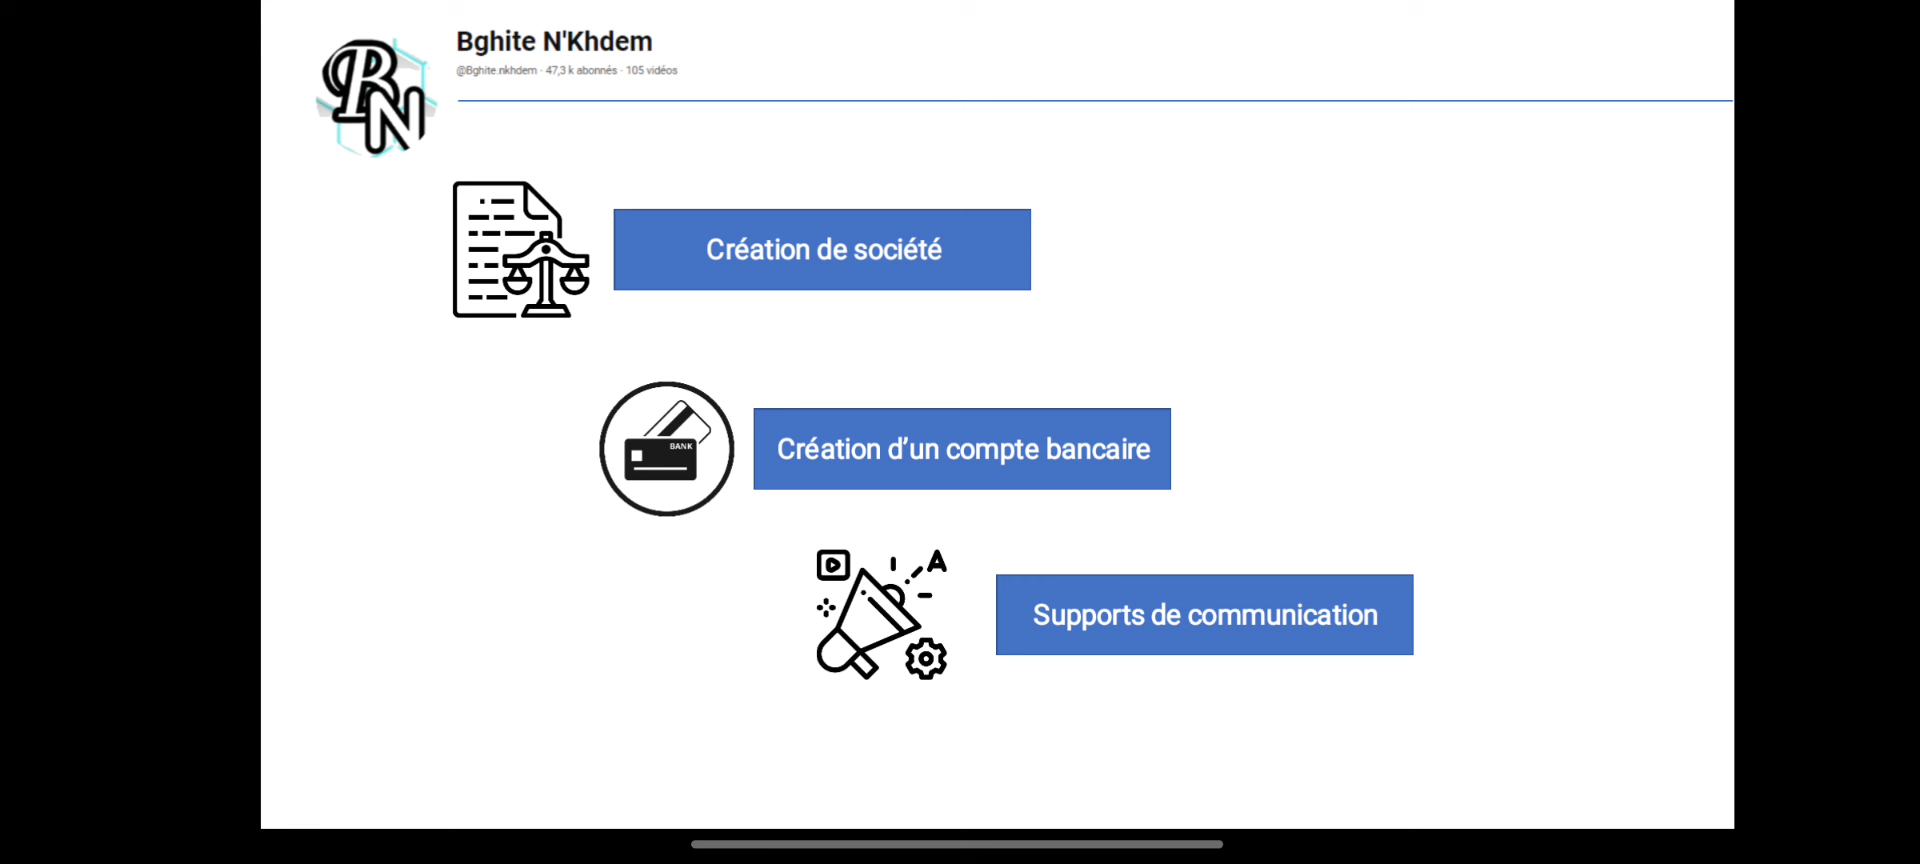 Bghite N'Khdem
@Bghite.nkhdem · 47,3 k abonnés · 105 vidéos
BN
Création de société
BANK
Création d’un compte bancaire
A
Supports de communication